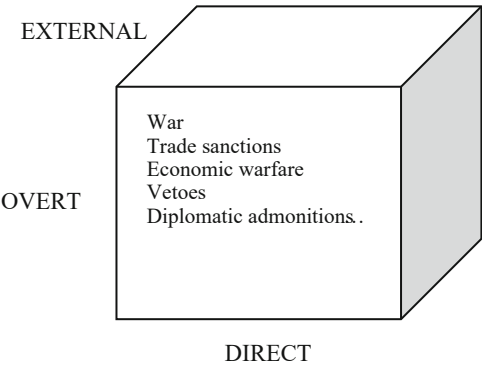 EXTERNAL
War
Trade sanctions
Economic warfare
Vetoes
OVERT
Diplomatic admonitions..
DIRECT